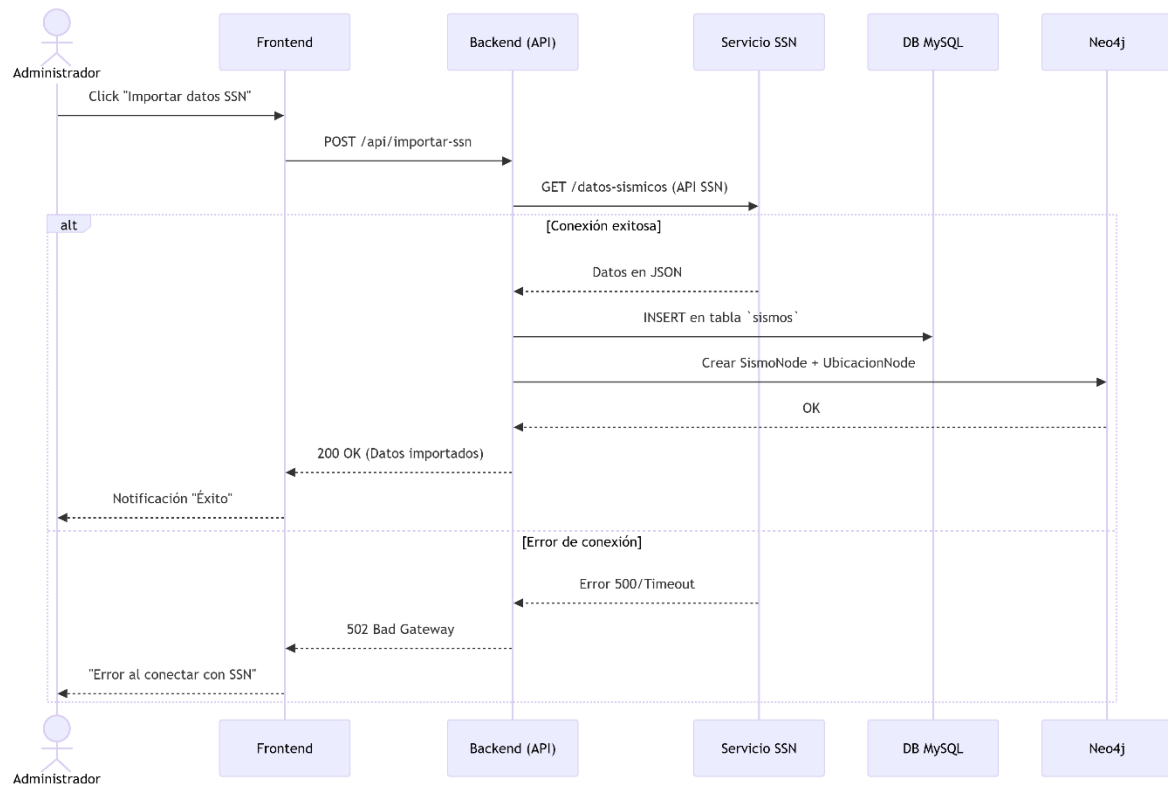 Administrador
Frontend
Backend (API)
Servicio SSN
DB MySQL
Neo4j
Click "Importar datos SSN"
POST /api/importar-ssn
GET /datos-sismicos (API SSN)
alt
[Conexión exitosa]
Datos en JSON
INSERT en tabla `sismos`
Crear SismoNode + UbicacionNode
OK
200 OK (Datos importados)
Notificación "Éxito"
[Error de conexión]
Error 500/Timeout
502 Bad Gateway
"Error al conectar con SSN"
Administrador
Frontend
Backend (API)
Servicio SSN
DB MySQL
Neo4j